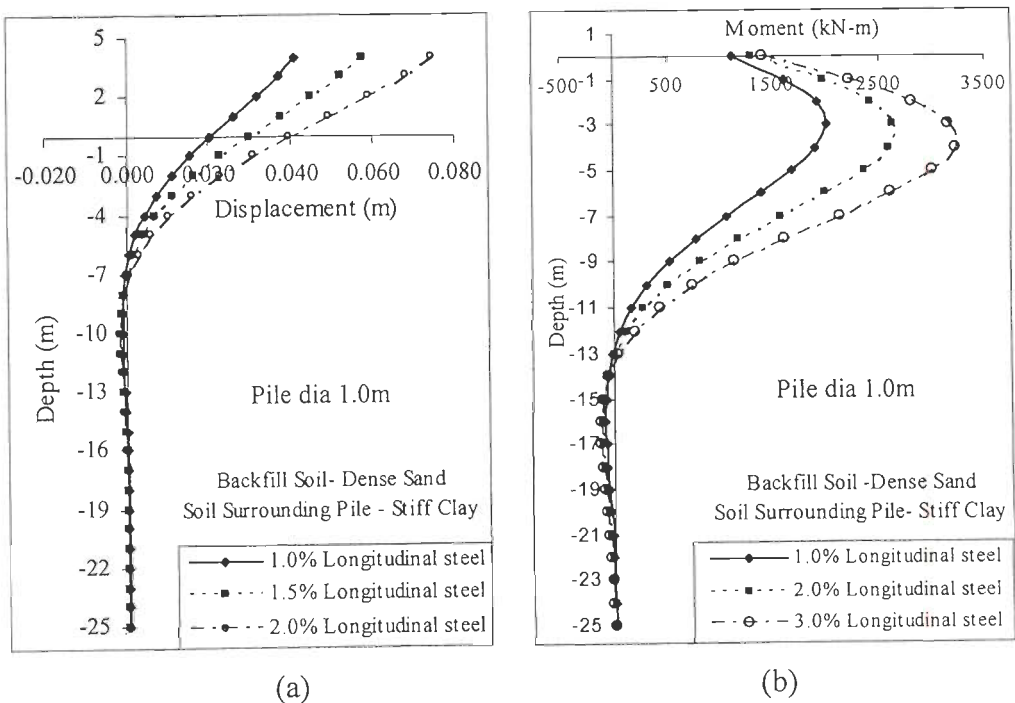 5
2
-1
-4
-7
-10
-13
-16
-19
-22
-25
-0.020
0.000
0.020
0.040
0.060
0.080
Displacement (m)
Depth (m)
Pile dia 1.0m
Backfill Soil- Dense Sand
Soil Surrounding Pile - Stiff Clay
1.0% Longitudinal steel
1.5% Longitudinal steel
2.0% Longitudinal steel
(a)
Moment (kN-m)
1
-1
-3
-5
-7
-9
-11
-13
-15
-17
-19
-21
-23
-25
-500
500
1500
2500
3500
Depth (m)
Pile dia 1.0m
Backfill Soil -Dense Sand
Soil Surrounding Pile- Stiff Clay
1.0% Longitudinal steel
2.0% Longitudinal steel
3.0% Longitudinal steel
(b)